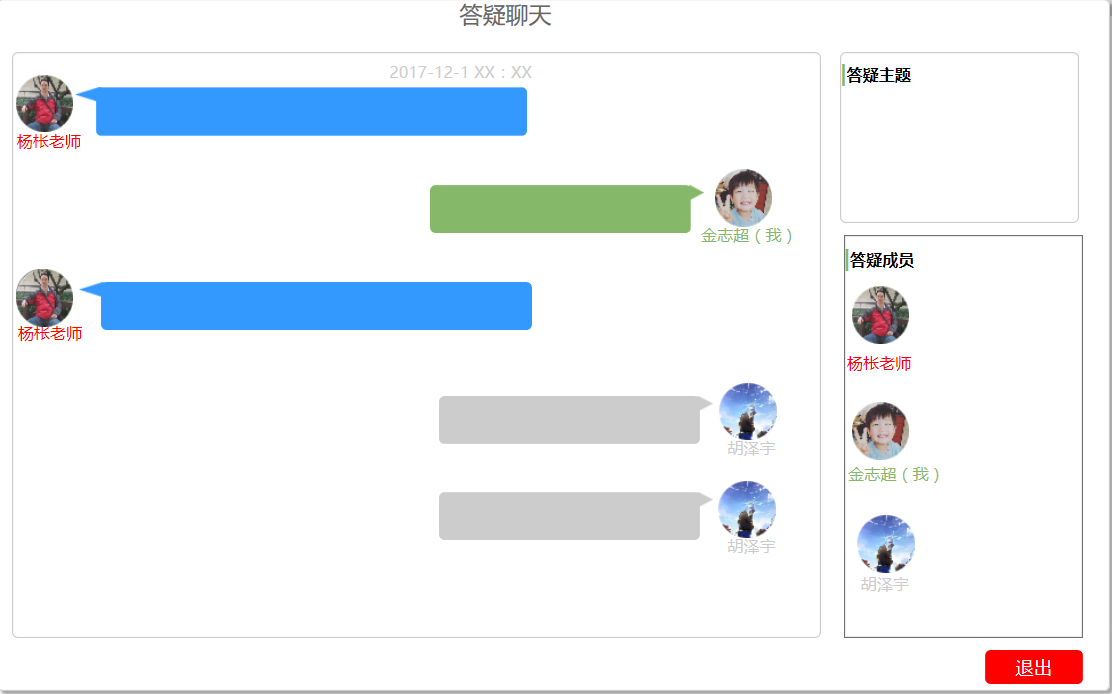 答疑聊天
2017-12-1 XX：XX
杨枨老师
金志超（我）
杨枨老师
胡泽宇
胡泽宇
答疑主题
答疑成员
杨枨老师
金志超（我）
胡泽宇
退出